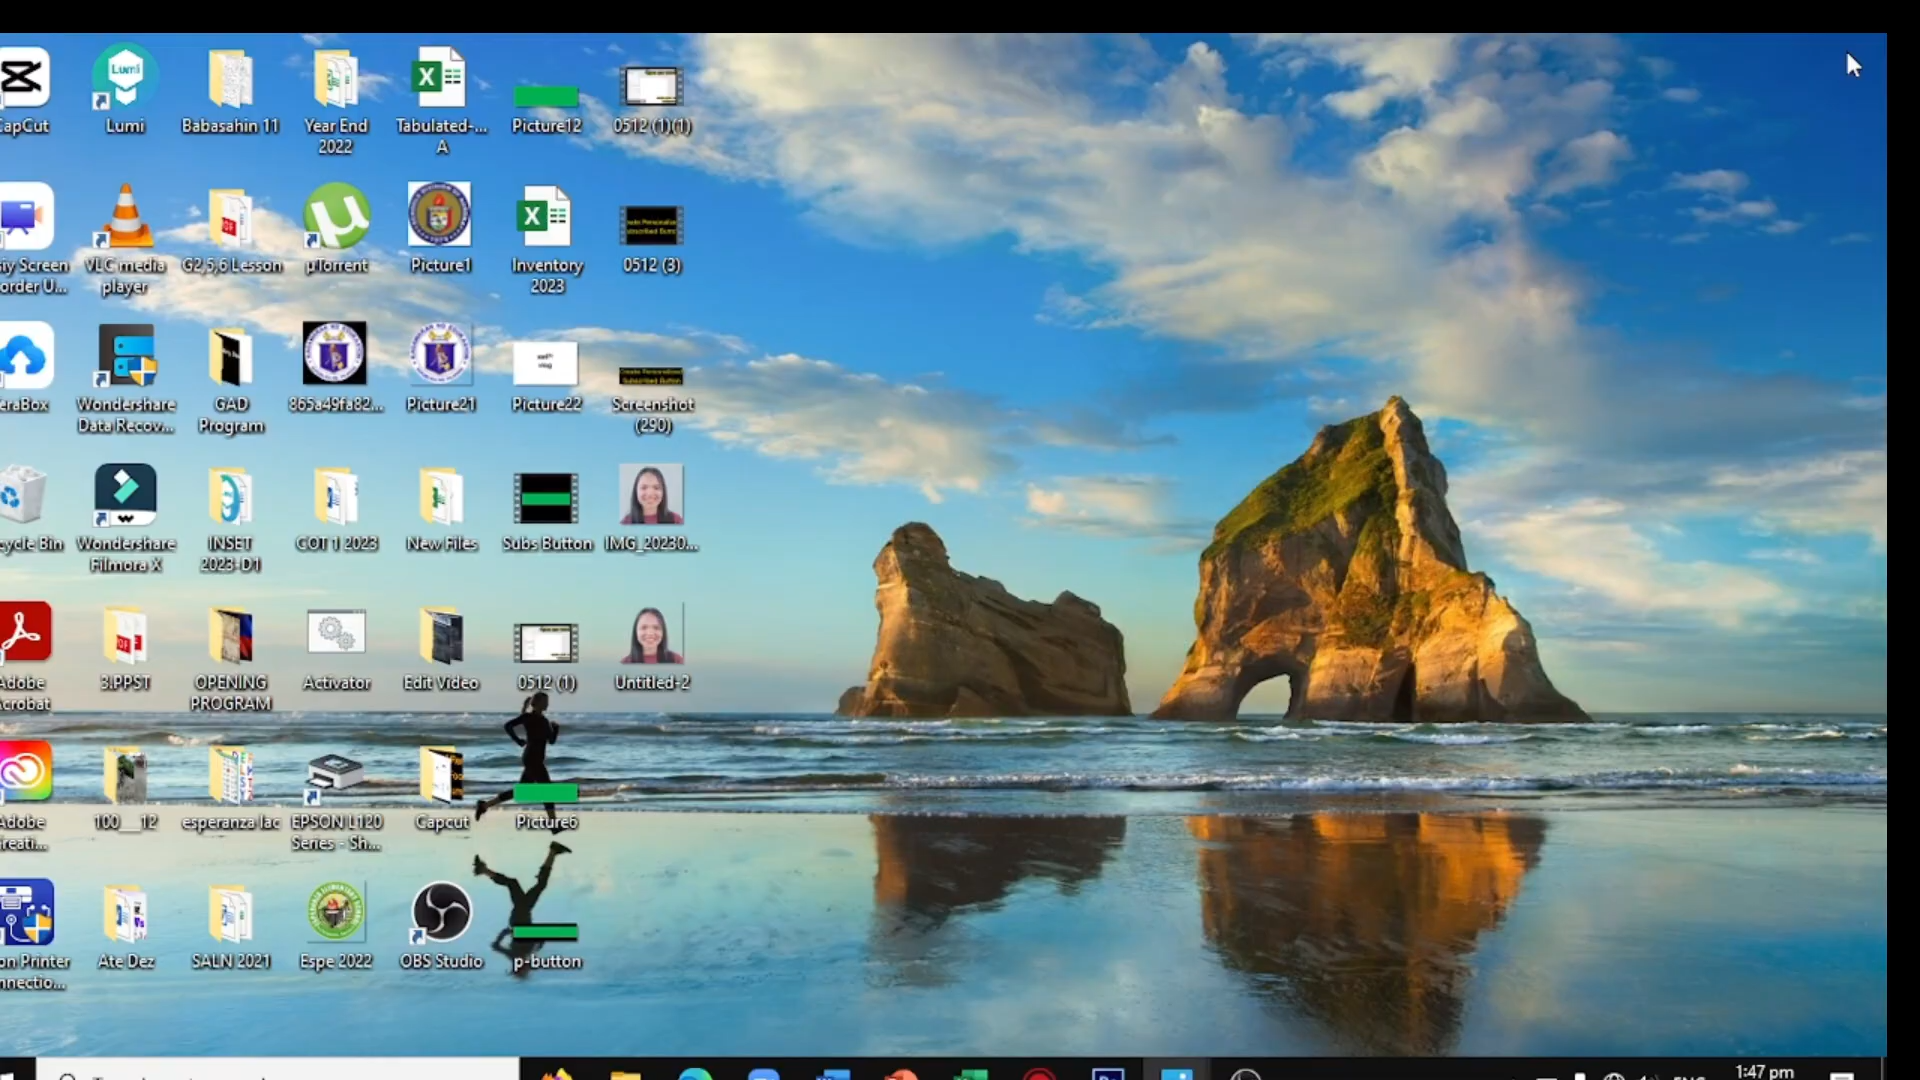 CapCut
Lumi
Babasahin 11
Year End
2022
Tabulated-...
A
Picture12
0512 (1)(1)
Screen
order U...
VLC media
player
G2,5,6 Lesson
µTorrent
Picture1
Inventory
2023
0512 (3)
eraBox
Wondershare
Data Recov...
GAD
Program
865a49fa82...
Picture21
Picture22
Screenshot
(290)
cycle Bin
Wondershare
Filmora X
INSET
2023-D1
COT 1 2023
New Files
Subs Button
IMG_20230...
Adobe
Acrobat
3.PPST
OPENING
PROGRAM
Activator
Edit Video
0512 (1)
Untitled-2
Adobe
reati...
100__12
esperanza lac
EPSON L120
Series - Sh...
Capcut
Picture6
on Printer
nnectio...
Ate Dez
SALN 2021
Espe 2022
OBS Studio
p-button
1:47 pm